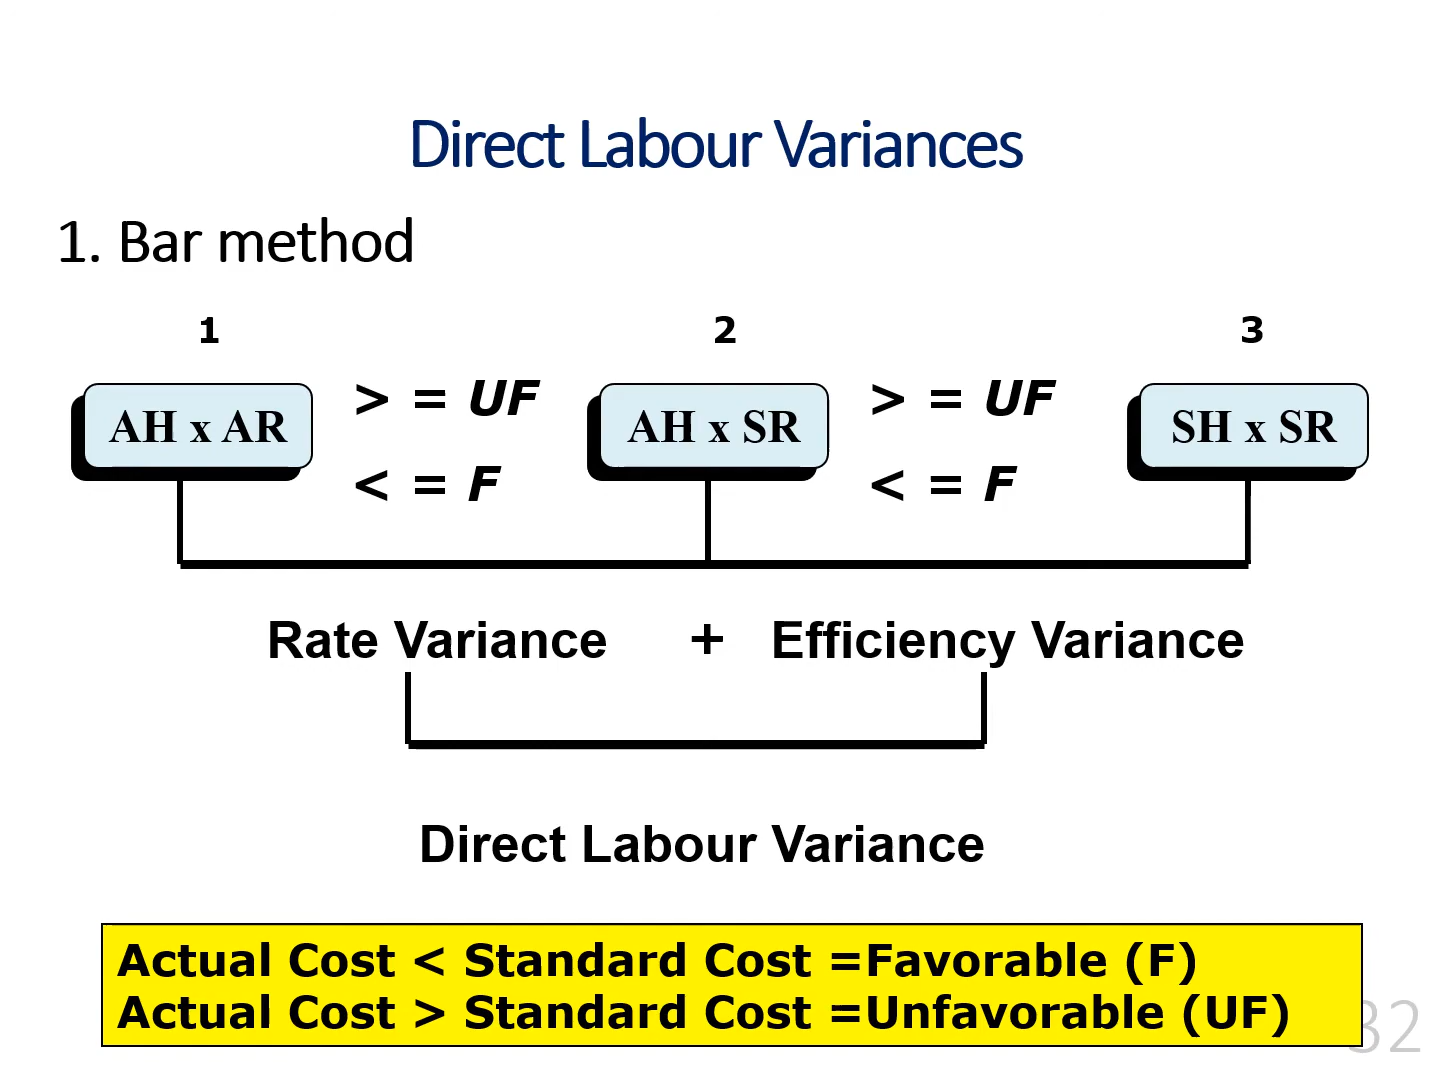 Direct Labour Variances
1. Bar method
1 2 3
AH x AR > = UF AH x SR > = UF SH x SR
< = F < = F
Rate Variance + Efficiency Variance
Direct Labour Variance
Actual Cost < Standard Cost =Favorable (F)
Actual Cost > Standard Cost =Unfavorable (UF)
32